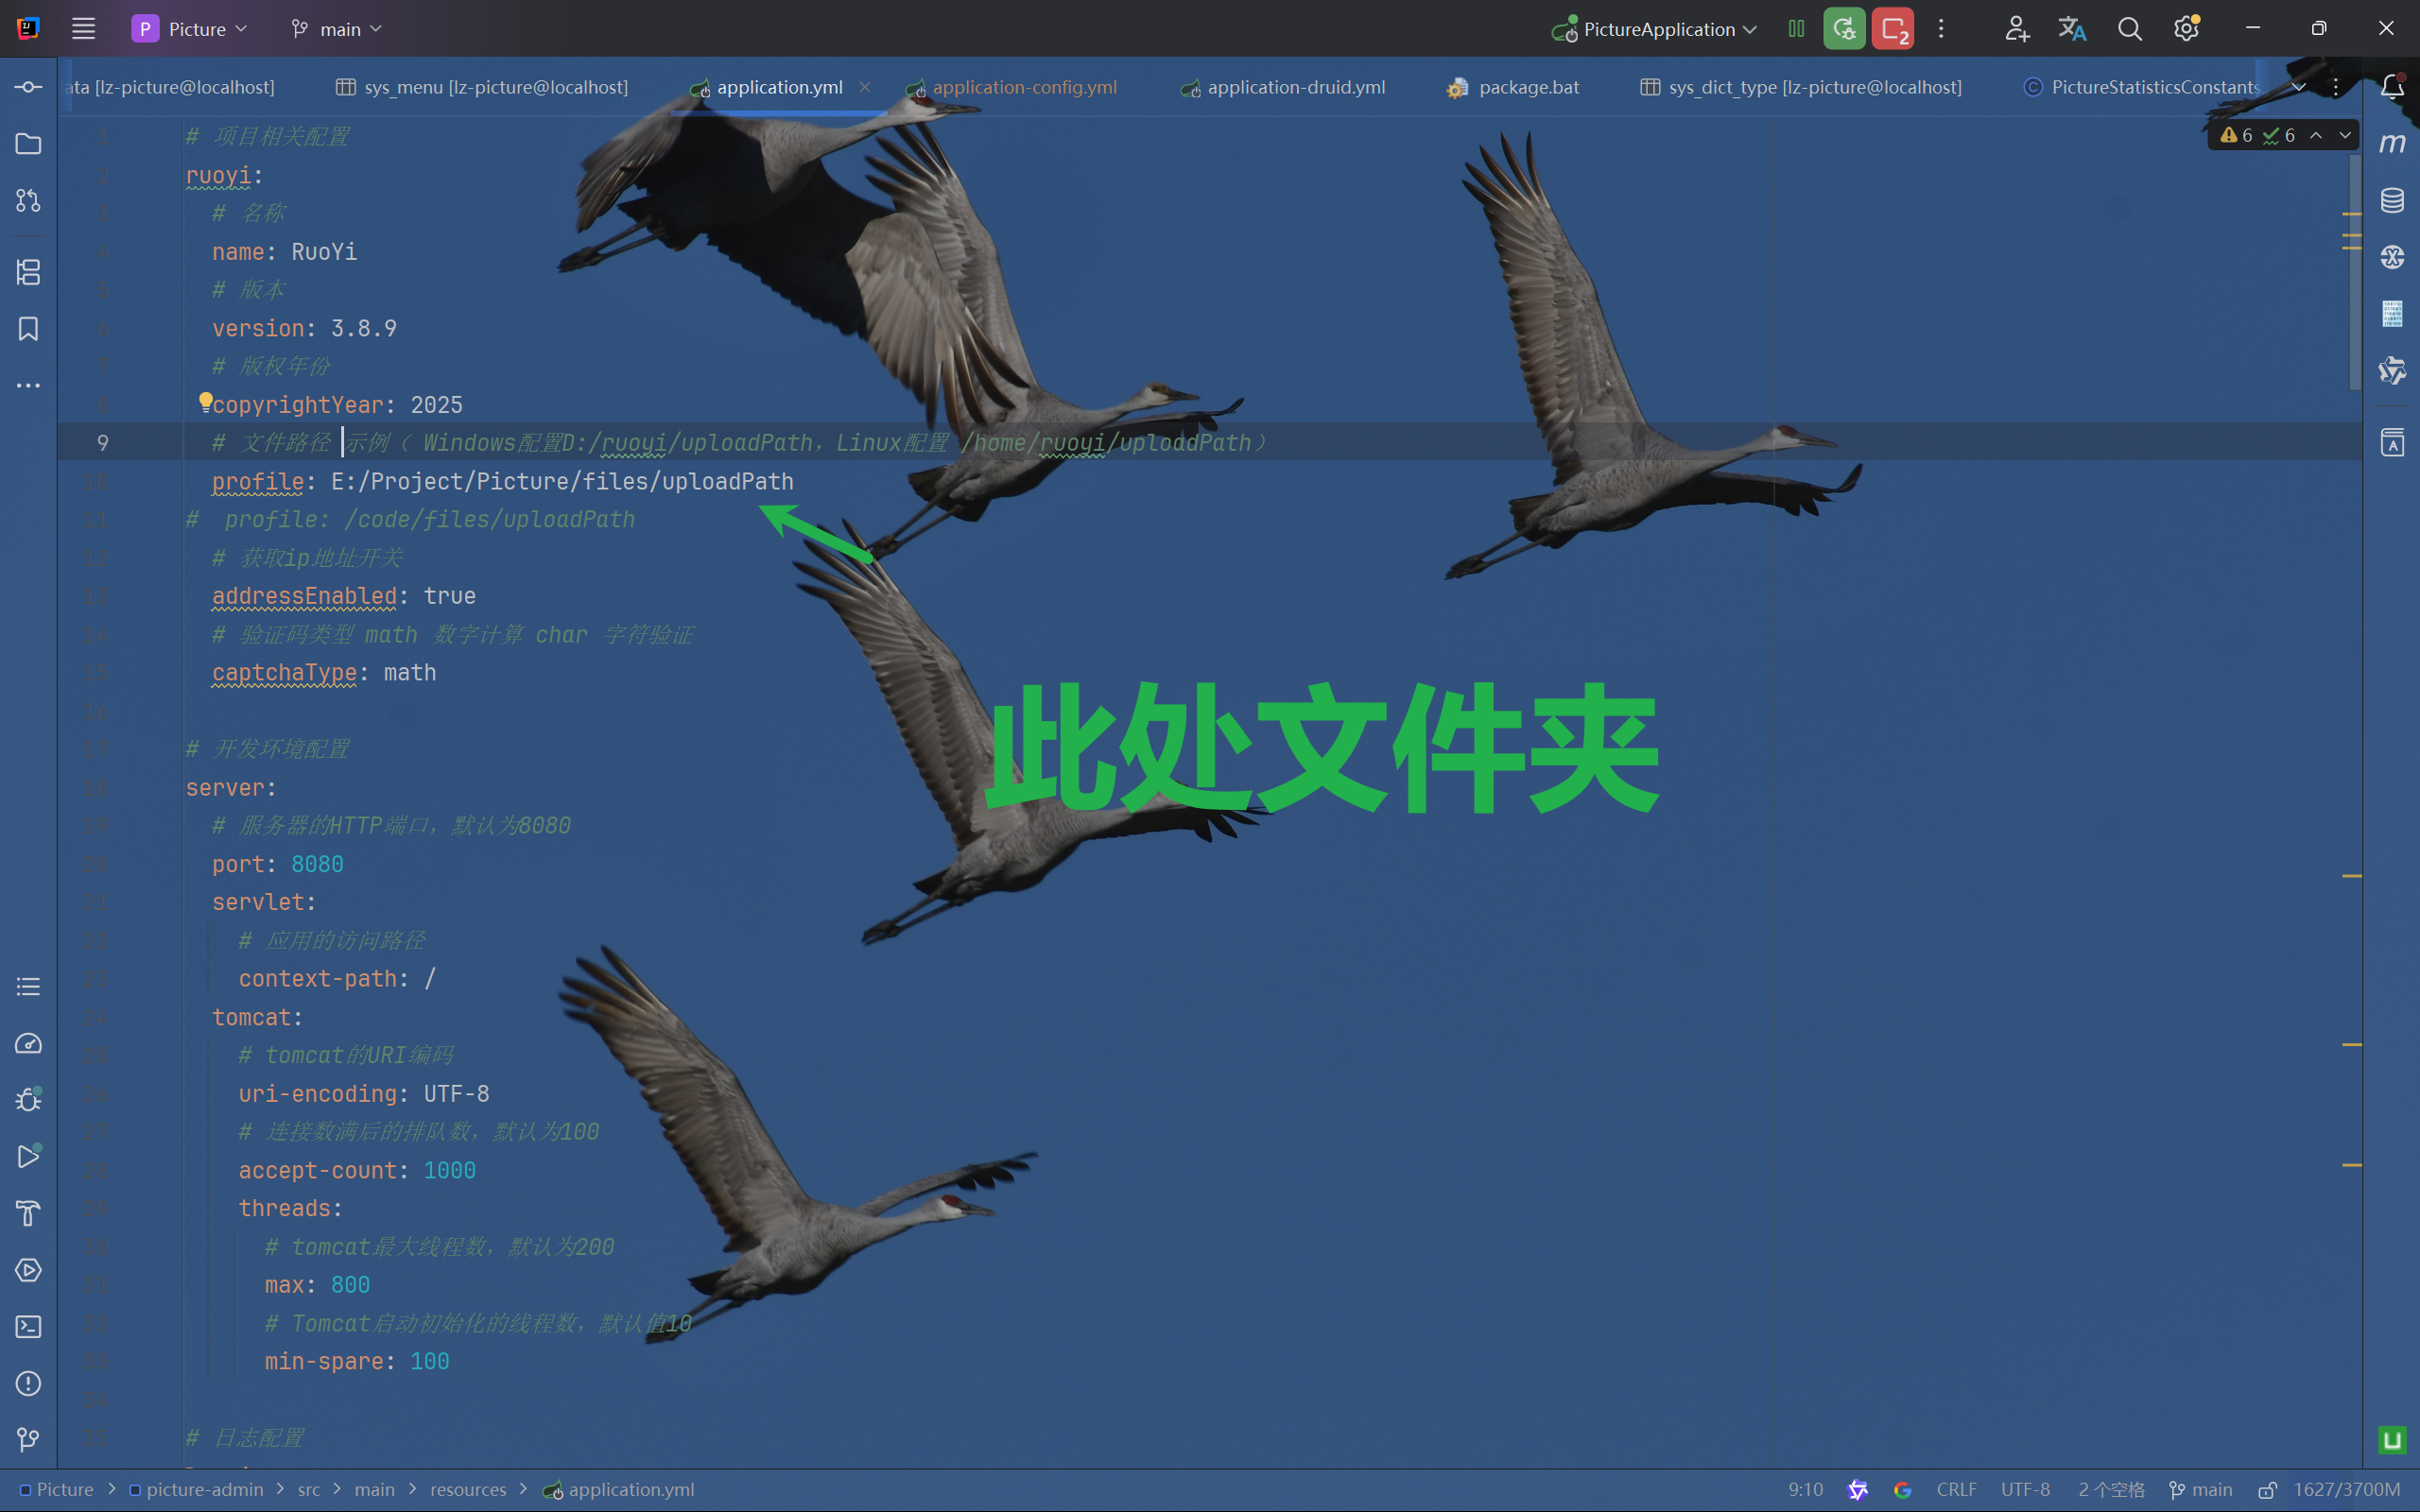 P Picture main PictureApplication 2
ata [lz-picture@localhost] sys_menu [lz-picture@localhost] application.yml application-config.yml application-druid.yml package.bat sys_dict_type [lz-picture@localhost] PictureStatisticsConstants
6 6
1 # 项目相关配置
2 ruoyi:
3 # 名称
4 name: RuoYi
5 # 版本
6 version: 3.8.9
7 # 版权年份
8 copyrightYear: 2025
9 # 文件路径 示例（ Windows配置D:/ruoyi/uploadPath，Linux配置 /home/ruoyi/uploadPath）
10 profile: E:/Project/Picture/files/uploadPath
11 #  profile: /code/files/uploadPath
12 # 获取ip地址开关
13 addressEnabled: true
14 # 验证码类型 math 数字计算 char 字符验证
15 captchaType: math
16
此处文件夹
17 # 开发环境配置
18 server:
19 # 服务器的HTTP端口，默认为8080
20 port: 8080
21 servlet:
22 # 应用的访问路径
23 context-path: /
24 tomcat:
25 # tomcat的URI编码
26 uri-encoding: UTF-8
27 # 连接数满后的排队数，默认为100
28 accept-count: 1000
29 threads:
30 # tomcat最大线程数，默认为200
31 max: 800
32 # Tomcat启动初始化的线程数，默认值10
33 min-spare: 100
34
35 # 日志配置
Picture > picture-admin > src > main > resources > application.yml 9:10 CRLF UTF-8 2 个空格 main 1627/3700M